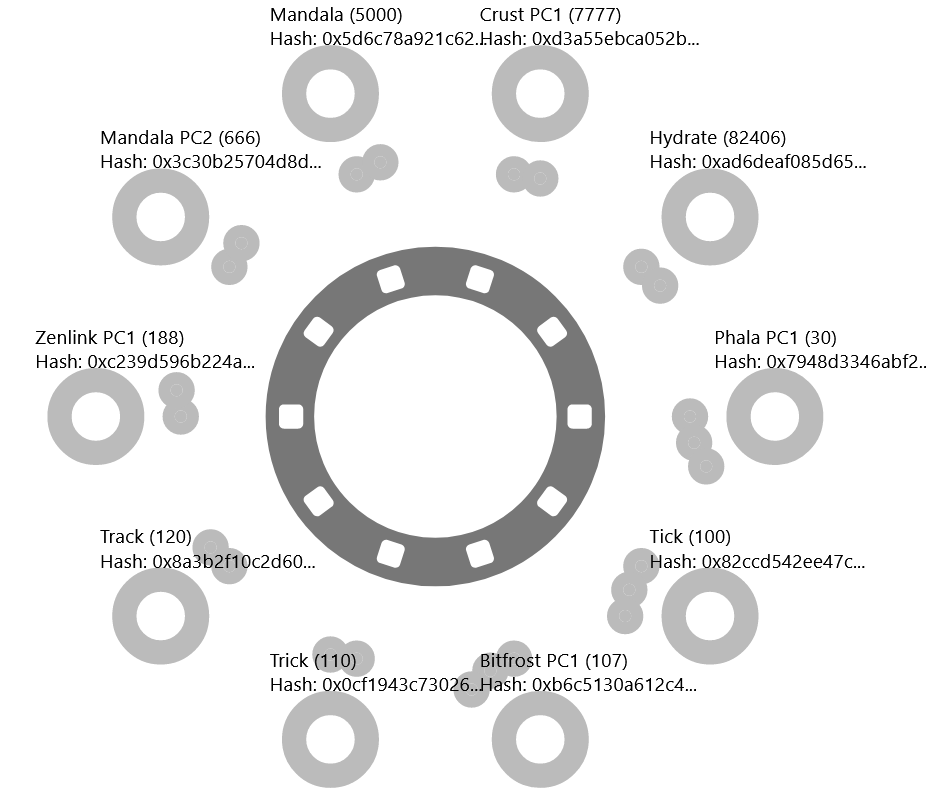 Mandala (5000)
Hash: 0x5d6c78a921c62...
Crust PC1 (7777)
Hash: 0xd3a55ebca052b...
Mandala PC2 (666)
Hash: 0x3c30b25704d8d...
Hydrate (82406)
Hash: 0xad6deaf085d65...
Zenlink PC1 (188)
Hash: 0xc239d596b224a...
Phala PC1 (30)
Hash: 0x7948d3346abf2...
Track (120)
Hash: 0x8a3b2f10c2d60...
Tick (100)
Hash: 0x82ccd542ee47c...
Trick (110)
Hash: 0x0cf1943c73026...
Bitfrost PC1 (107)
Hash: 0xb6c5130a612c4...